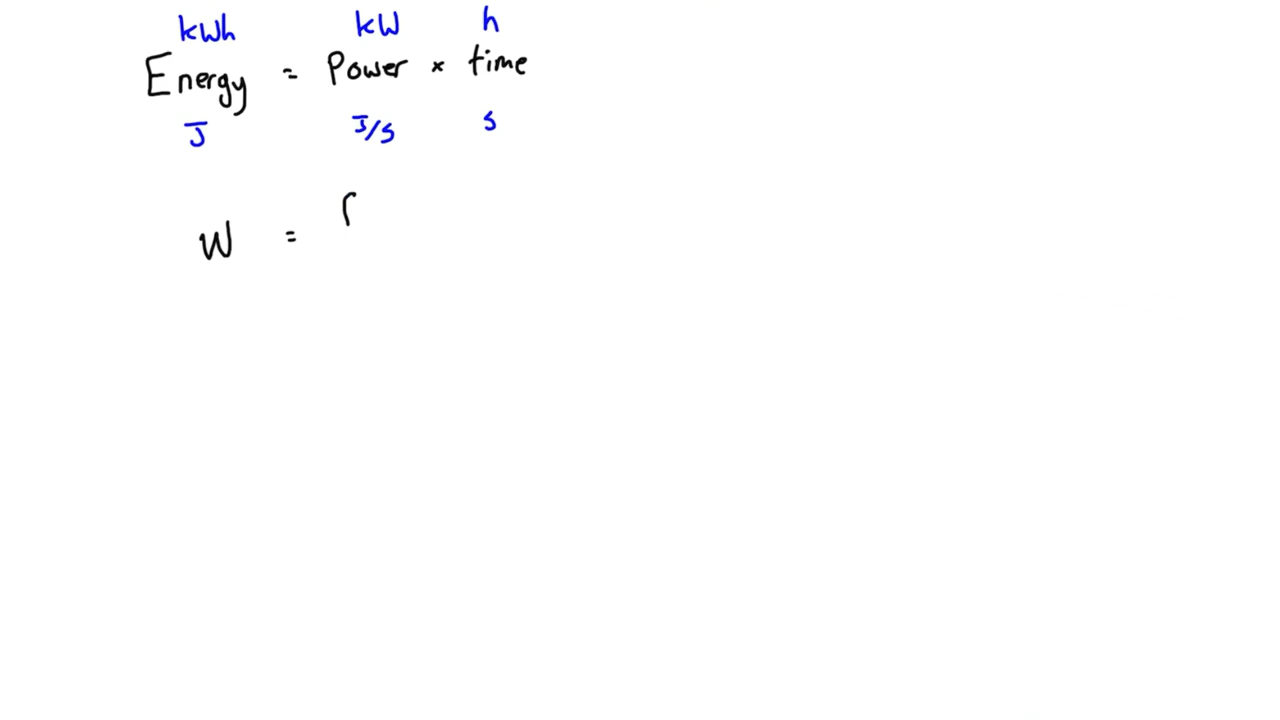 kWh kW h
Energy = Power × time
J J/s s
W =